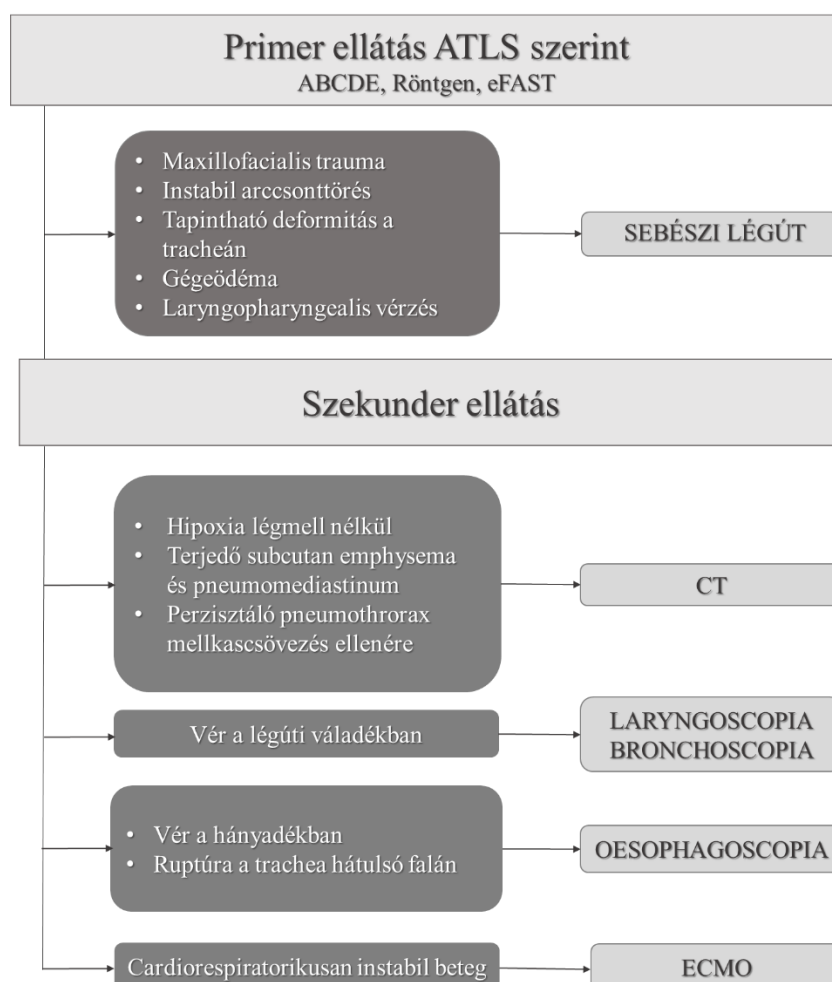 Primer ellátás ATLS szerint
ABCDE, Röntgen, eFAST
• Maxillofacialis trauma
• Instabil arccsonttörés
• Tapintható deformitás a
tracheán
• Gégeödéma
• Laryngopharyngealis vérzés
SEBÉSZI LÉGÚT
Szekunder ellátás
• Hipoxia légmell nélkül
• Terjedő subcutan emphysema
és pneumomediastinum
• Perzisztáló pneumothrorax
mellkascsövezés ellenére
CT
Vér a légúti váladékban
LARYNGOSCOPIA
BRONCHOSCOPIA
• Vér a hányadékban
• Ruptúra a trachea hátulsó falán
OESOPHAGOSCOPIA
Cardiorespiratorikusan instabil beteg
ECMO